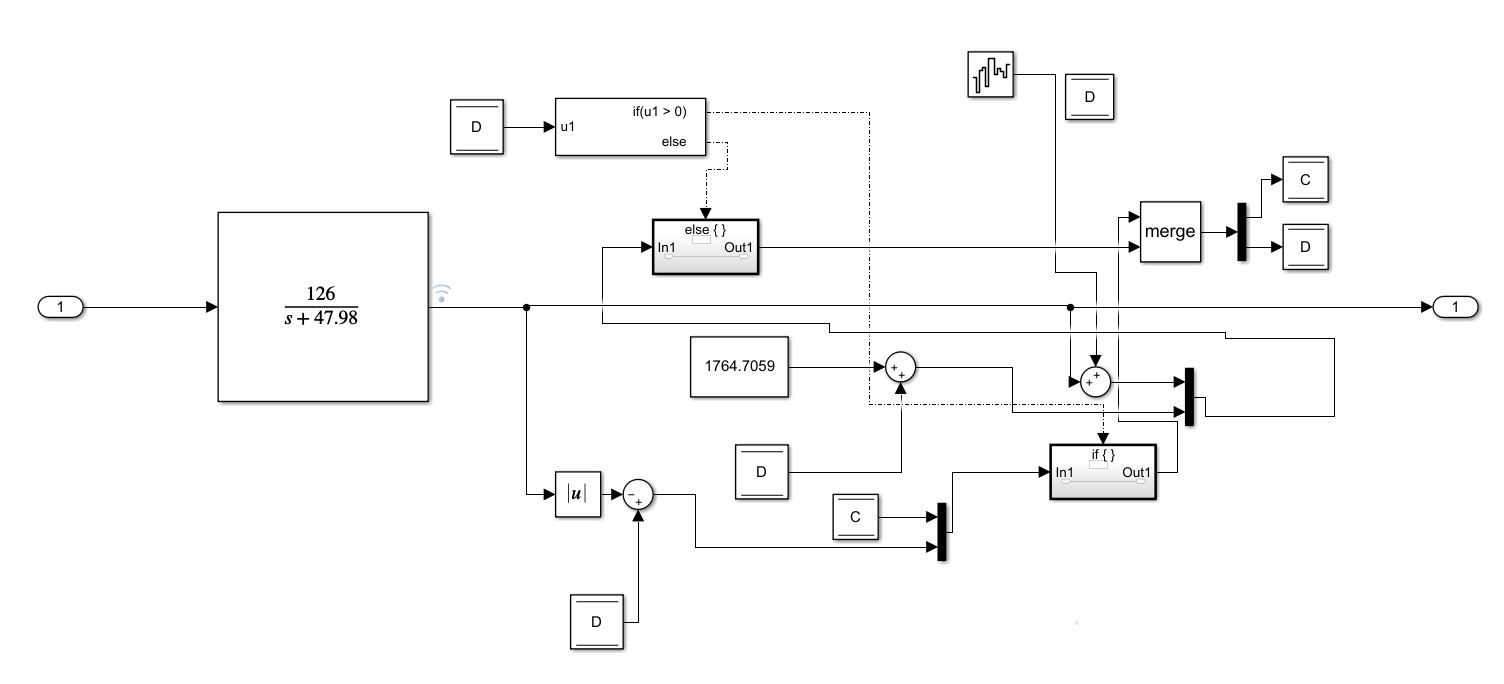 D
if(u1 > 0)
u1
else
D
C
else { }
In1
Out1
merge
D
1
126
s + 47.98
1
1764.7059
+
+
+
+
if { }
In1
Out1
D
|u|
−
+
C
D